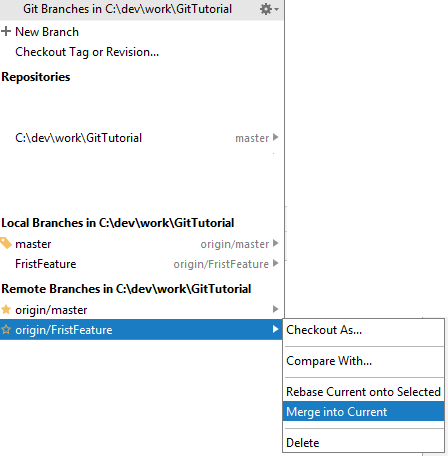 Git Branches in C:\dev\work\GitTutorial
New Branch
Checkout Tag or Revision...
Repositories
C:\dev\work\GitTutorial master
Local Branches in C:\dev\work\GitTutorial
master origin/master
FristFeature origin/FristFeature
Remote Branches in C:\dev\work\GitTutorial
origin/master
origin/FristFeature
Checkout As...
Compare With...
Rebase Current onto Selected
Merge into Current
Delete